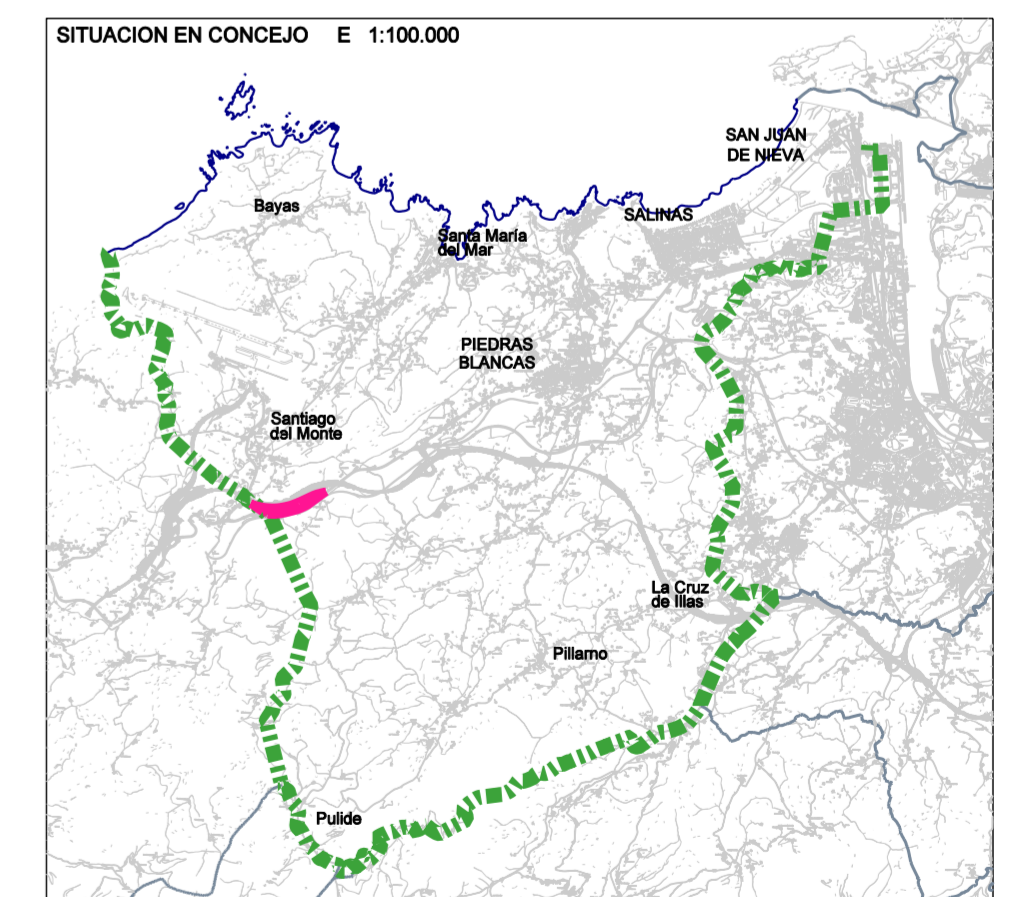 SITUACION EN CONCEJO E 1:100.000
SAN JUAN
DE NIEVA
Bayas
SALINAS
Santa María
del Mar
PIEDRAS
BLANCAS
Santiago
del Monte
La Cruz
de Illas
Pillarno
Pulide